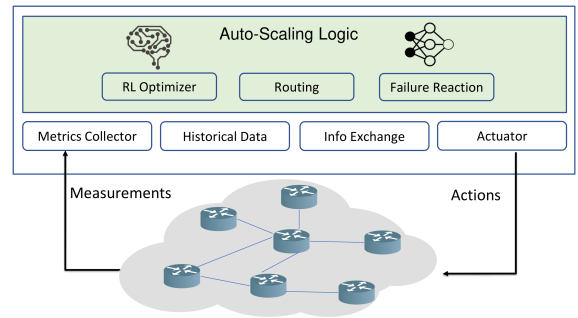 Auto-Scaling Logic
RL Optimizer
Routing
Failure Reaction
Metrics Collector
Historical Data
Info Exchange
Actuator
Measurements
Actions